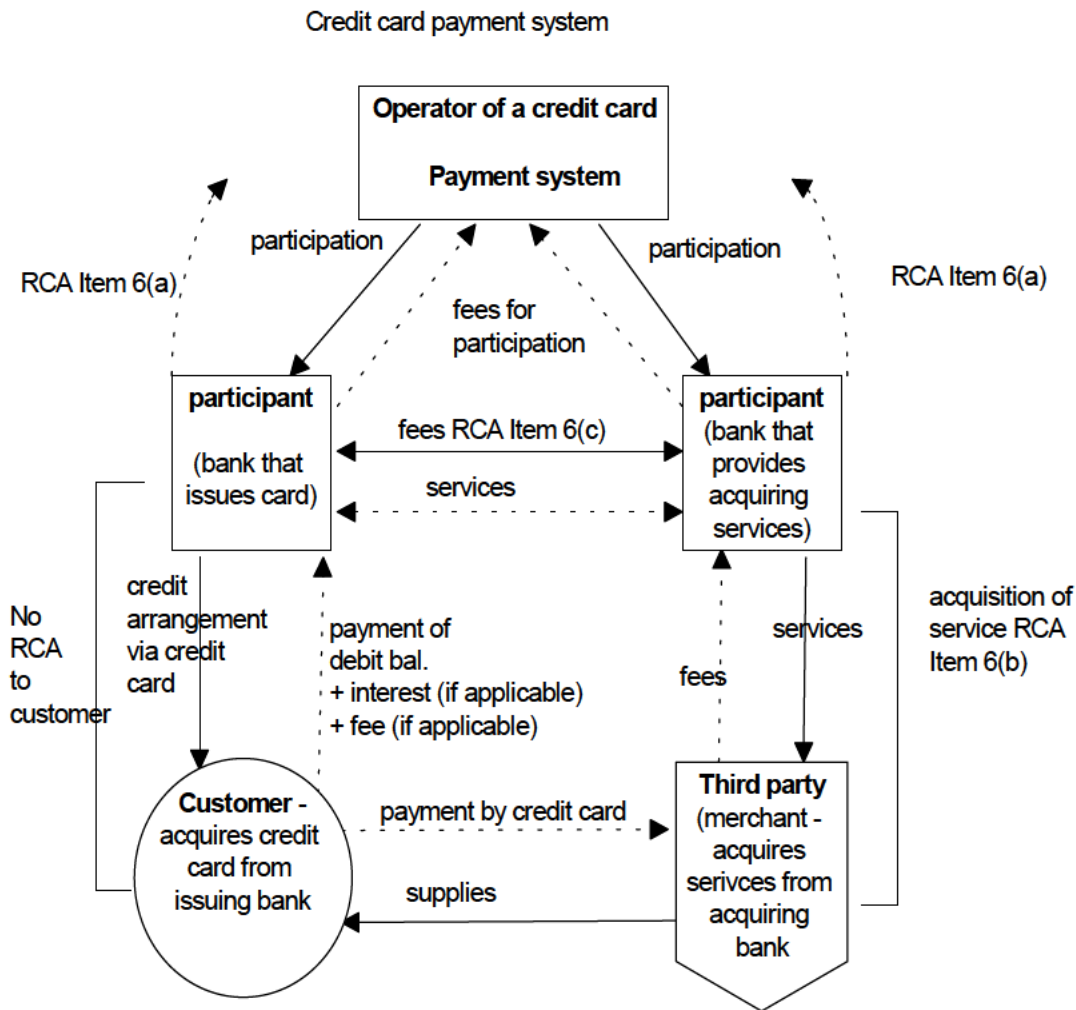 Credit card payment system
Operator of a credit card
Payment system
participation
participation
RCA Item 6(a)
RCA Item 6(a)
fees for
participation
participant
(bank that
issues card)
fees RCA Item 6(c)
services
participant
(bank that
provides
acquiring
services)
No
RCA
to
customer
credit
arrangement
via credit
card
payment of
debit bal.
+ interest (if applicable)
+ fee (if applicable)
fees
services
acquisition of
service RCA
Item 6(b)
Customer -
acquires credit
card from
issuing bank
payment by credit card
supplies
Third party
(merchant -
acquires
serivces from
acquiring
bank